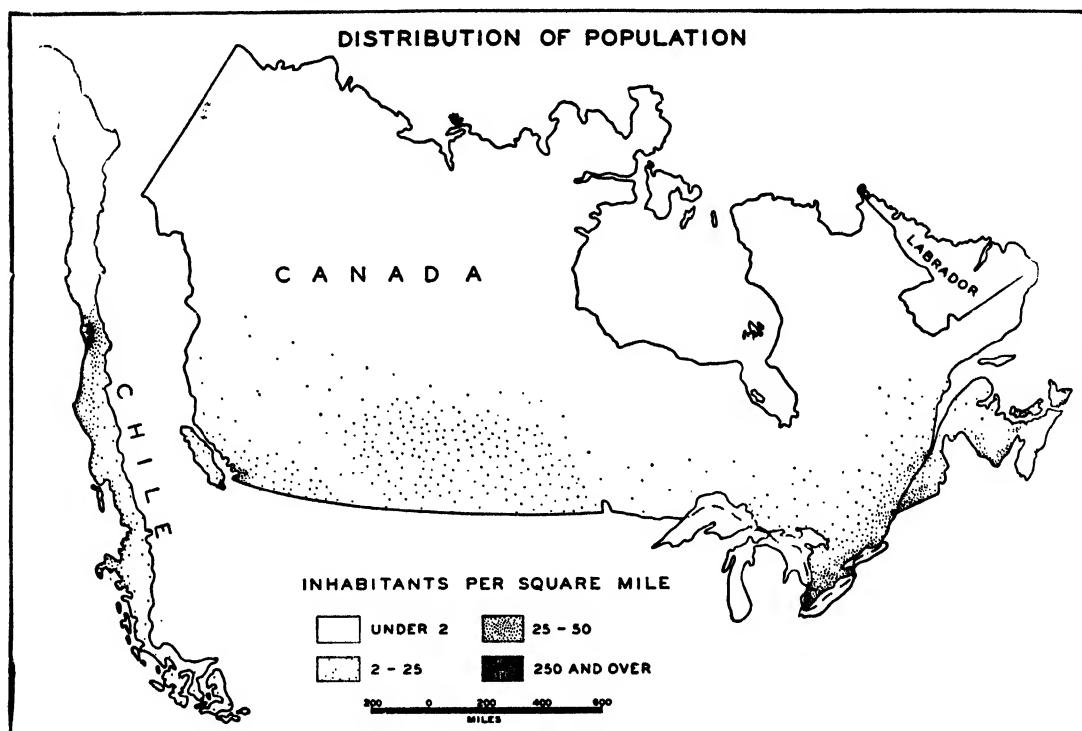 DISTRIBUTION OF POPULATION
CANADA
LABRADOR
CHILE
INHABITANTS PER SQUARE MILE
UNDER 2
25 - 50
2 - 25
250 AND OVER
200 0 200 400 600
MILES